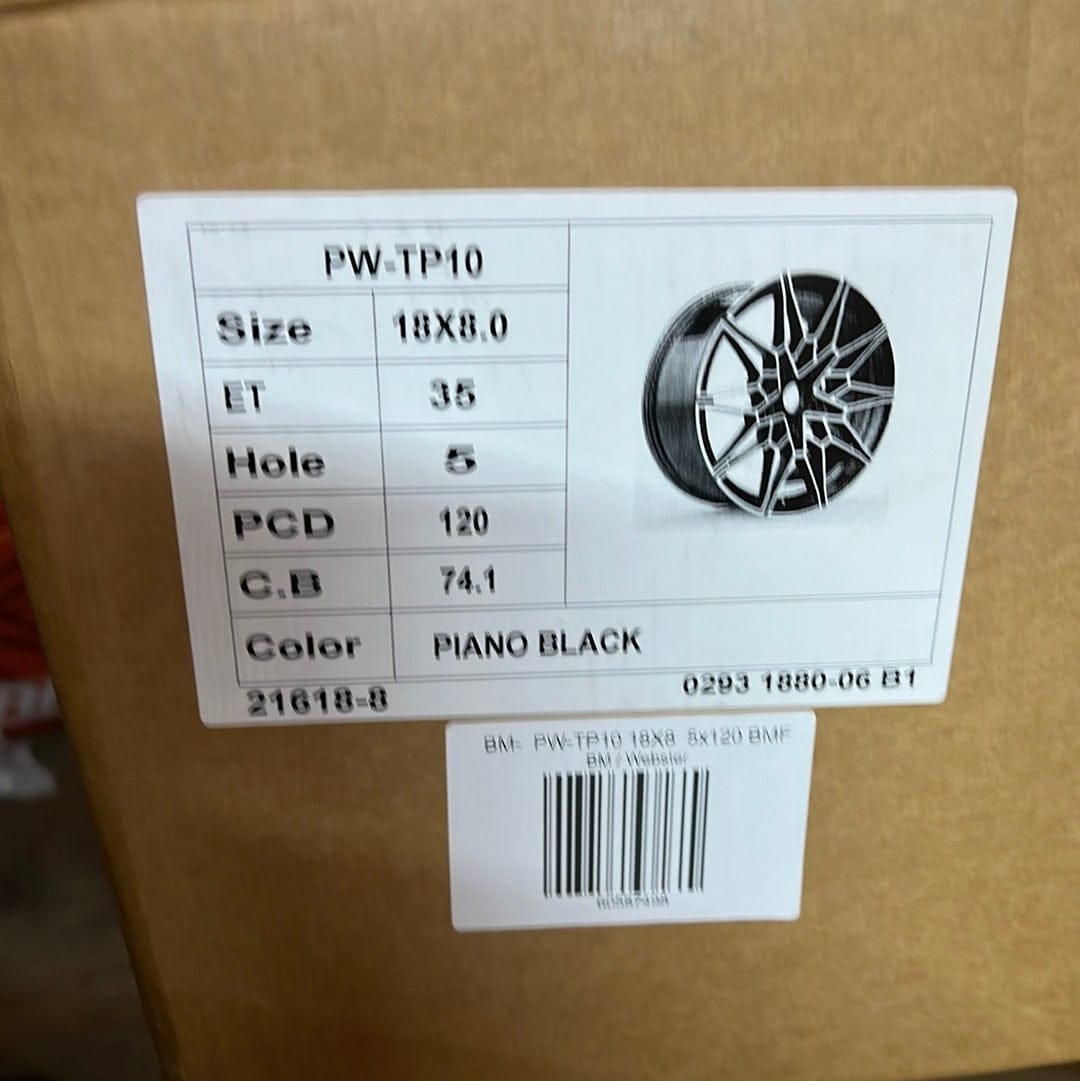 PW-TP10
Size 18X8.0
ET 35
Hole 5
PCD 120
C.B 74.1
Color PIANO BLACK
21618-8 0293 1880-06 B1
BM- PW-TP10 18X8 5x120 BMF
BM / Webster